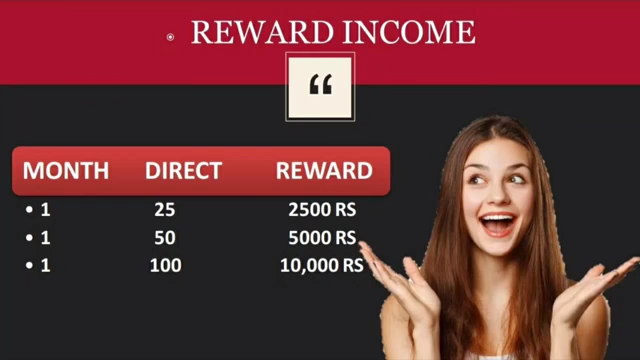 REWARD INCOME
“
MONTH DIRECT REWARD
• 1 25 2500 RS
• 1 50 5000 RS
• 1 100 10,000 RS